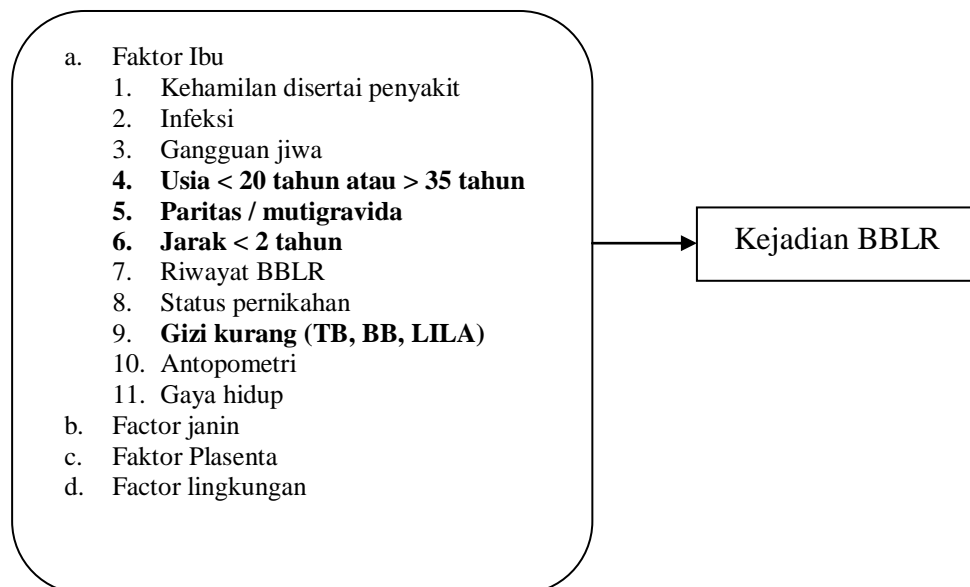 a. Faktor Ibu
1. Kehamilan disertai penyakit
2. Infeksi
3. Gangguan jiwa
4. Usia < 20 tahun atau > 35 tahun
5. Paritas / mutigravida
6. Jarak < 2 tahun
7. Riwayat BBLR
8. Status pernikahan
9. Gizi kurang (TB, BB, LILA)
10. Antopometri
11. Gaya hidup
b. Factor janin
c. Faktor Plasenta
d. Factor lingkungan
Kejadian BBLR